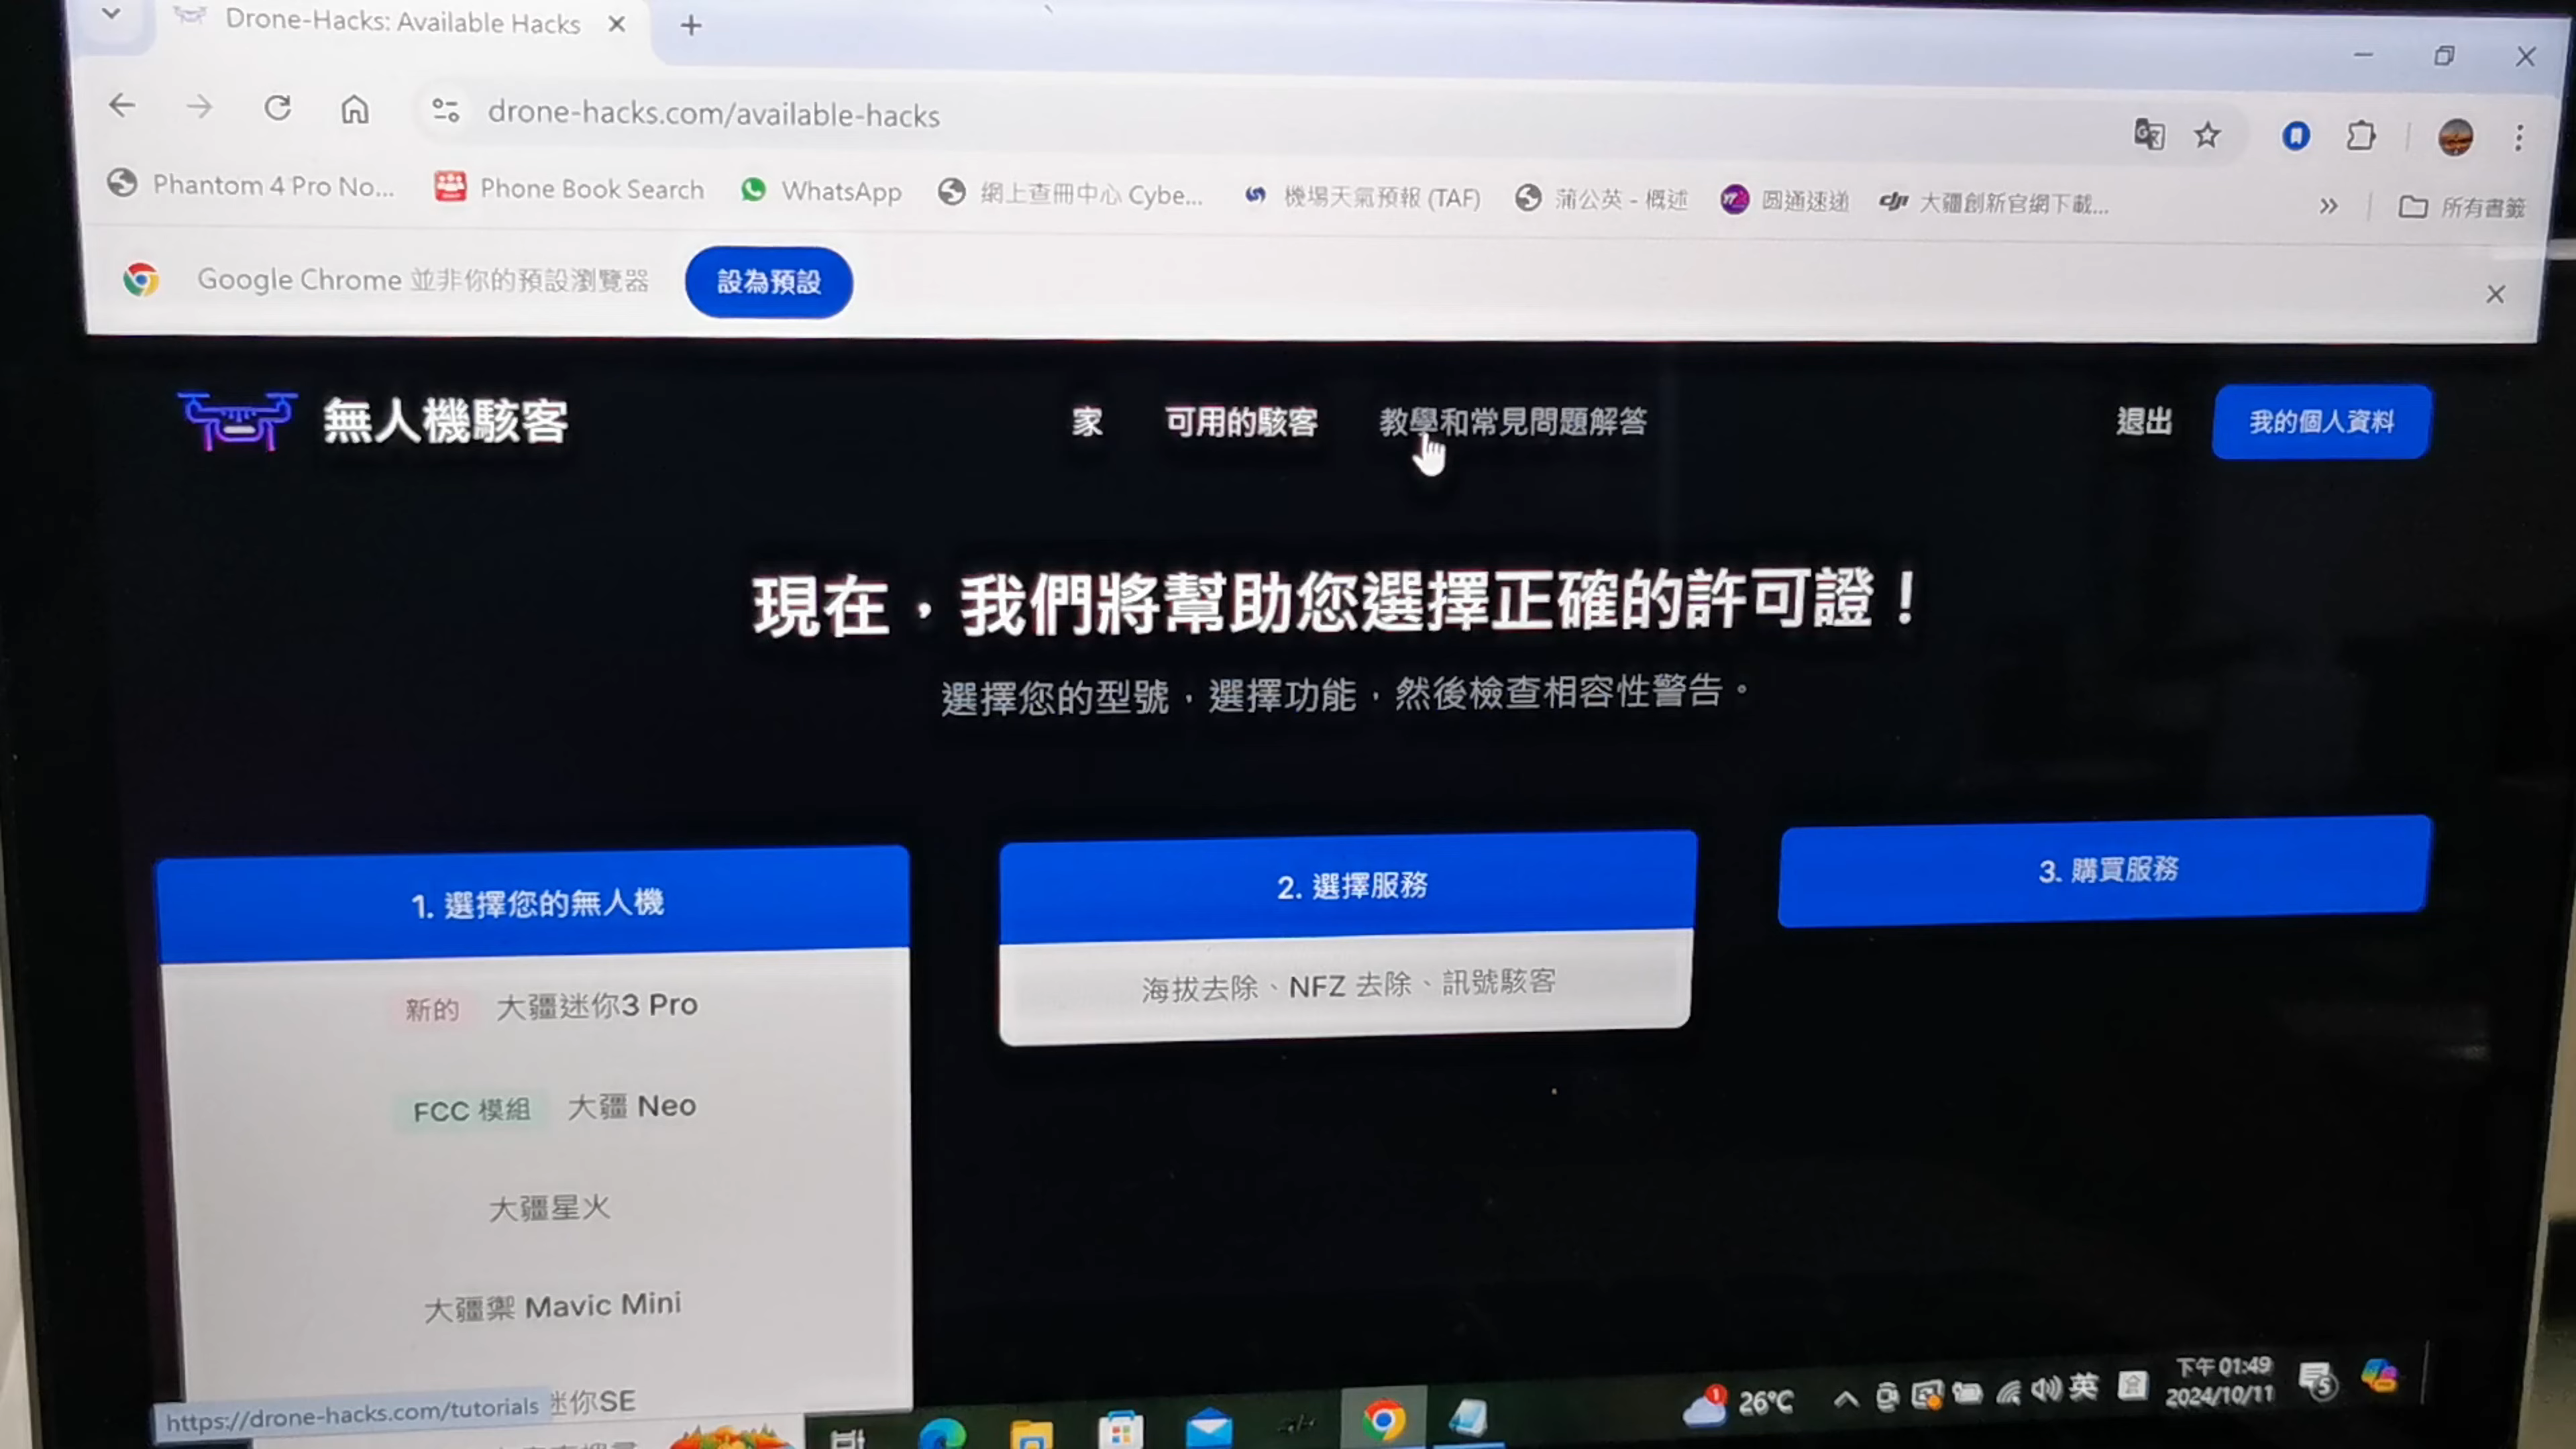 Drone-Hacks: Available Hacks
drone-hacks.com/available-hacks
Phantom 4 Pro No... Phone Book Search WhatsApp 網上查冊中心 Cybe... 機場天氣預報 (TAF) 蒲公英 - 概述 圆通速递 dji 大疆創新官網下載... 所有書籤
Google Chrome 並非你的預設瀏覽器 設為預設
無人機駭客 家 可用的駭客 教學和常見問題解答 退出 我的個人資料
現在，我們將幫助您選擇正確的許可證！
選擇您的型號，選擇功能，然後檢查相容性警告。
1. 選擇您的無人機
新的 大疆迷你3 Pro
FCC 模組 大疆 Neo
大疆星火
大疆禦 Mavic Mini
迷你SE
2. 選擇服務
海拔去除、NFZ 去除、訊號駭客
3. 購買服務
https://drone-hacks.com/tutorials
1 26°C 英 下午 01:49
2024/10/11 5